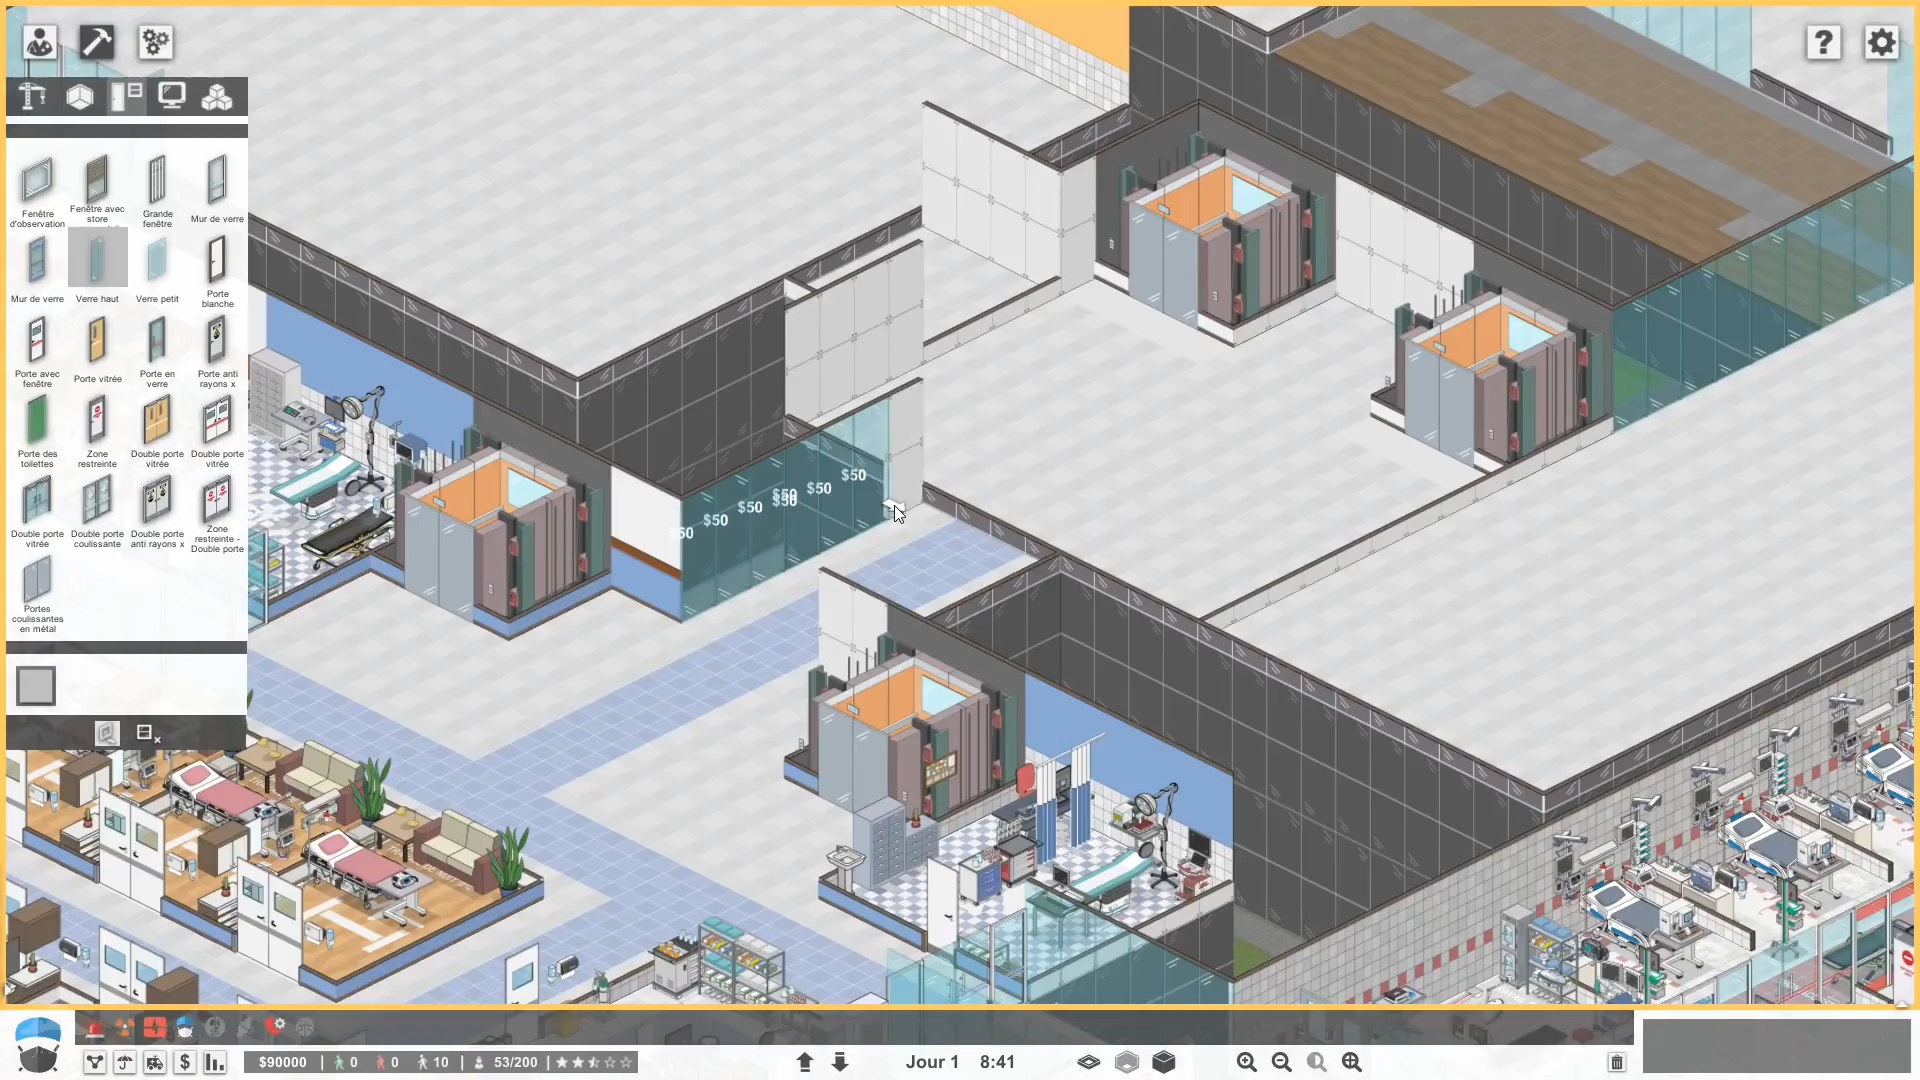 Fenêtre d'observation
Fenêtre avec store
Grande fenêtre
Mur de verre
Mur de verre
Verre haut
Verre petit
Porte blanche
Porte avec fenêtre
Porte vitrée
Porte en verre
Porte anti rayons x
Porte des toilettes
Zone restreinte
Double porte vitrée
Double porte vitrée
Double porte vitrée
Double porte coulissante
Double porte anti rayons x
Zone restreinte - Double porte
Portes coulissantes en métal
$50
$50
$50
$50
$50
$90000
0
0
10
53/200
Jour 1
8:41